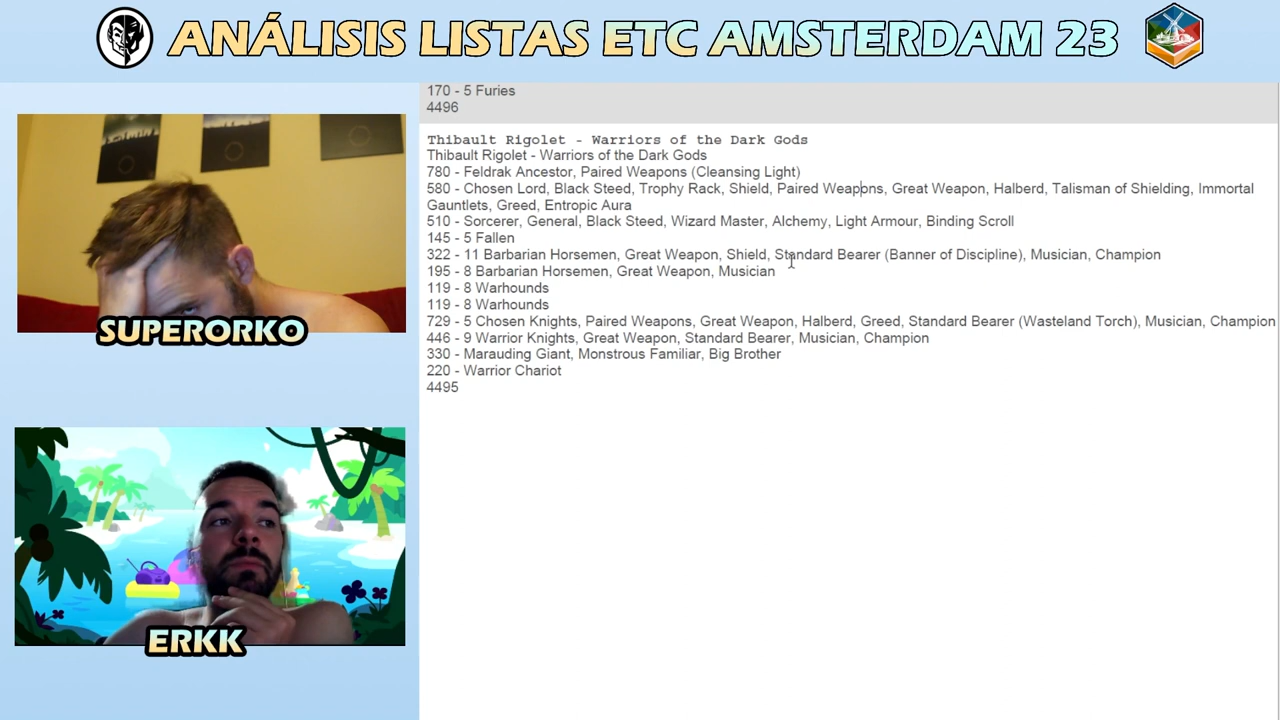 ANÁLISIS LISTAS ETC AMSTERDAM 23
170 - 5 Furies
4496
Thibault Rigolet - Warriors of the Dark Gods
Thibault Rigolet - Warriors of the Dark Gods
780 - Feldrak Ancestor, Paired Weapons (Cleansing Light)
580 - Chosen Lord, Black Steed, Trophy Rack, Shield, Paired Weapons, Great Weapon, Halberd, Talisman of Shielding, Immortal
Gauntlets, Greed, Entropic Aura
510 - Sorcerer, General, Black Steed, Wizard Master, Alchemy, Light Armour, Binding Scroll
145 - 5 Fallen
322 - 11 Barbarian Horsemen, Great Weapon, Shield, Standard Bearer (Banner of Discipline), Musician, Champion
195 - 8 Barbarian Horsemen, Great Weapon, Musician
119 - 8 Warhounds
119 - 8 Warhounds
729 - 5 Chosen Knights, Paired Weapons, Great Weapon, Halberd, Greed, Standard Bearer (Wasteland Torch), Musician, Champion
446 - 9 Warrior Knights, Great Weapon, Standard Bearer, Musician, Champion
330 - Marauding Giant, Monstrous Familiar, Big Brother
220 - Warrior Chariot
4495
SUPERORKO
ERKK